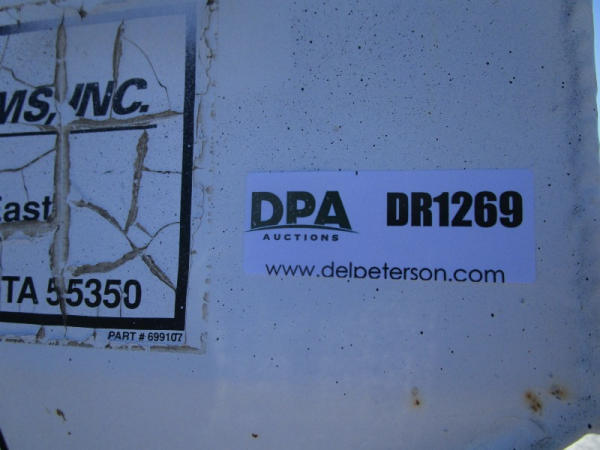 MS, INC.
East
TA 55350
PART # 699107
DPA DR1269
AUCTIONS
www.delpeterson.com